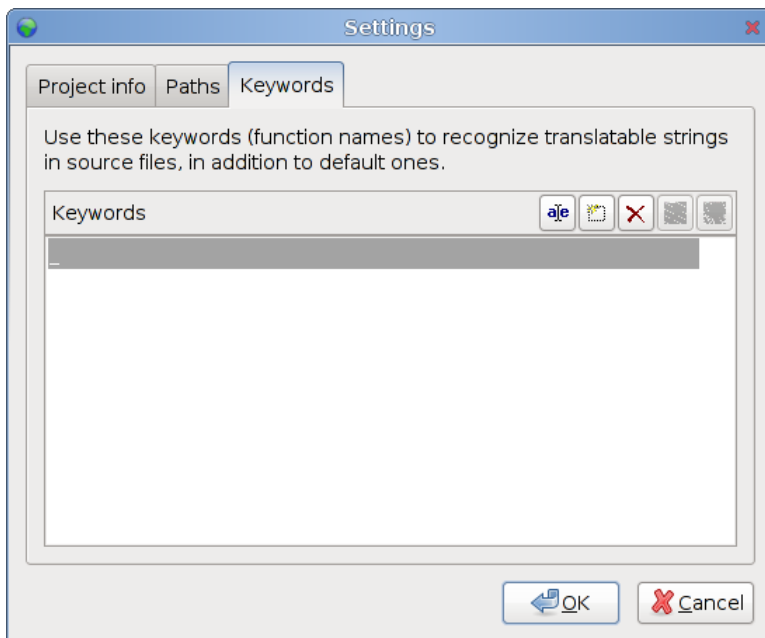 Settings
Project info Paths Keywords
Use these keywords (function names) to recognize translatable strings
in source files, in addition to default ones.
Keywords a|e
_
OK Cancel